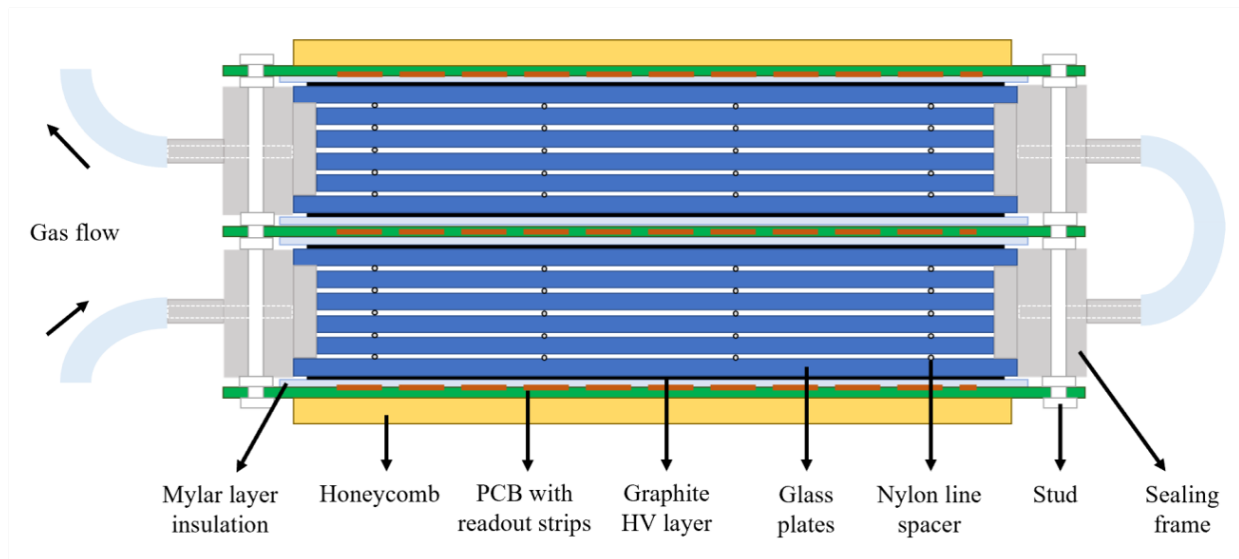 Gas flow
Mylar layer
insulation
Honeycomb
PCB with
readout strips
Graphite
HV layer
Glass
plates
Nylon line
spacer
Stud
Sealing
frame